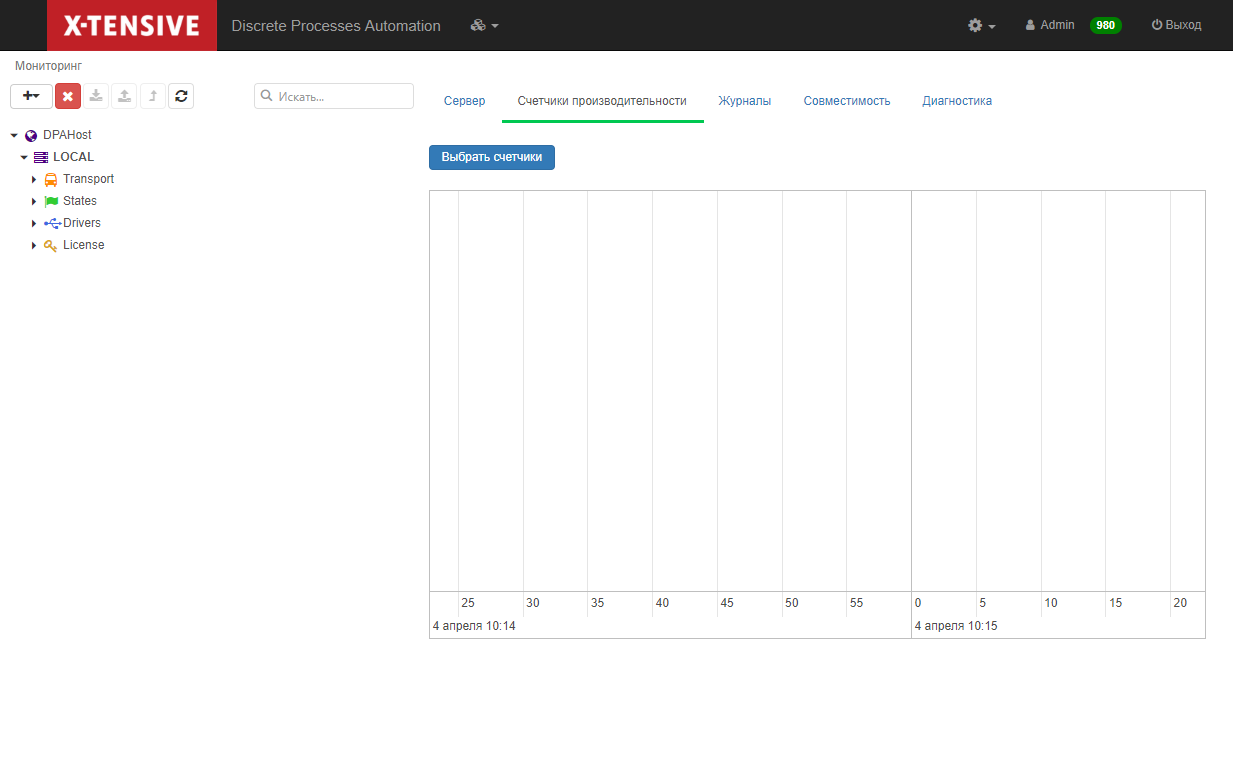 X-TENSIVE Discrete Processes Automation Admin 980 Выход
Мониторинг
Искать...
Сервер Счетчики производительности Журналы Совместимость Диагностика
DPAHost
LOCAL
Transport
States
Drivers
License
Выбрать счетчики
25 30 35 40 45 50 55 0 5 10 15 20
4 апреля 10:14 4 апреля 10:15